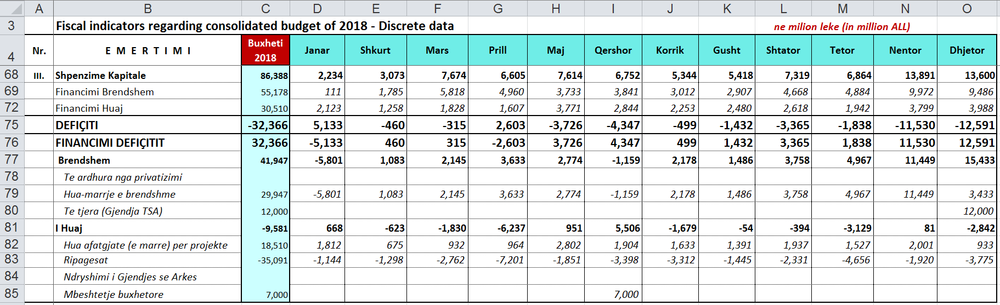 A B C D E F G H I J K L M N O
3 Fiscal indicators regarding consolidated budget of 2018 - Discrete data ne milion leke (in million ALL)
4 Nr. E M E R T I M I Buxheti 2018 Janar Shkurt Mars Prill Maj Qershor Korrik Gusht Shtator Tetor Nentor Dhjetor
68 III. Shpenzime Kapitale 86,388 2,234 3,073 7,674 6,605 7,614 6,752 5,344 5,418 7,319 6,864 13,891 13,600
69 Financimi Brendshem 55,178 111 1,785 5,818 4,960 3,733 3,841 3,012 2,907 4,668 4,884 9,972 9,486
72 Financimi Huaj 30,510 2,123 1,258 1,828 1,607 3,771 2,844 2,253 2,480 2,618 1,942 3,799 3,988
75 DEFIÇITI -32,366 5,133 -460 -315 2,603 -3,726 -4,347 -499 -1,432 -3,365 -1,838 -11,530 -12,591
76 FINANCIMI DEFIÇITIT 32,366 -5,133 460 315 -2,603 3,726 4,347 499 1,432 3,365 1,838 11,530 12,591
77 Brendshem 41,947 -5,801 1,083 2,145 3,633 2,774 -1,159 2,178 1,486 3,758 4,967 11,449 15,433
78 Te ardhura nga privatizimi
79 Hua-marrje e brendshme 29,947 -5,801 1,083 2,145 3,633 2,774 -1,159 2,178 1,486 3,758 4,967 11,449 3,433
80 Te tjera (Gjendja TSA) 12,000 12,000
81 I Huaj -9,581 668 -623 -1,830 -6,237 951 5,506 -1,679 -54 -394 -3,129 81 -2,842
82 Hua afatgjate (e marre) per projekte 18,510 1,812 675 932 964 2,802 1,904 1,633 1,391 1,937 1,527 2,001 933
83 Ripagesat -35,091 -1,144 -1,298 -2,762 -7,201 -1,851 -3,398 -3,312 -1,445 -2,331 -4,656 -1,920 -3,775
84 Ndryshimi i Gjendjes se Arkes
85 Mbeshtetje buxhetore 7,000 7,000